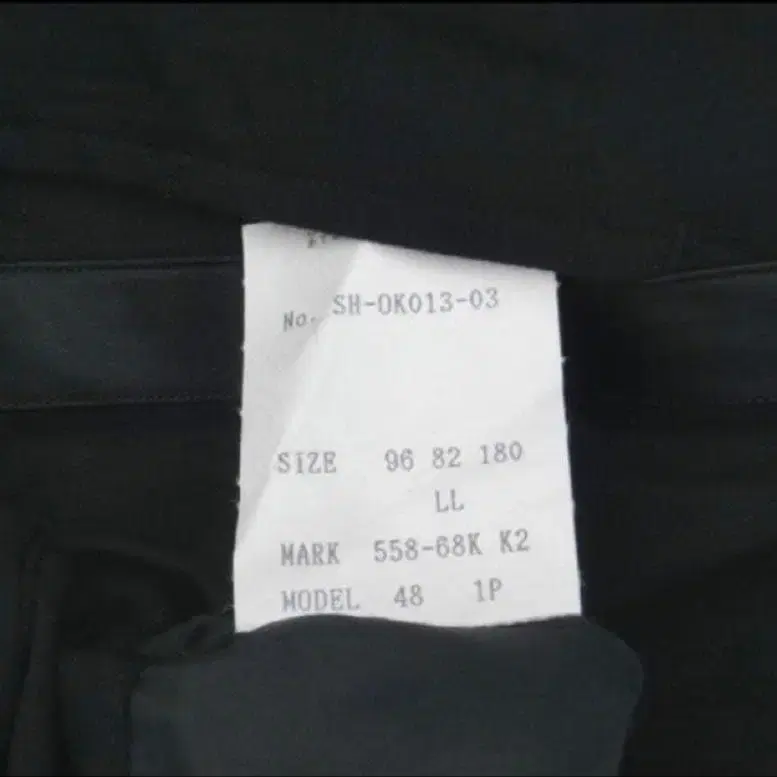 No. SH-OK013-03
SIZE 96 82 180
LL
MARK 558-68K K2
MODEL 48 1P